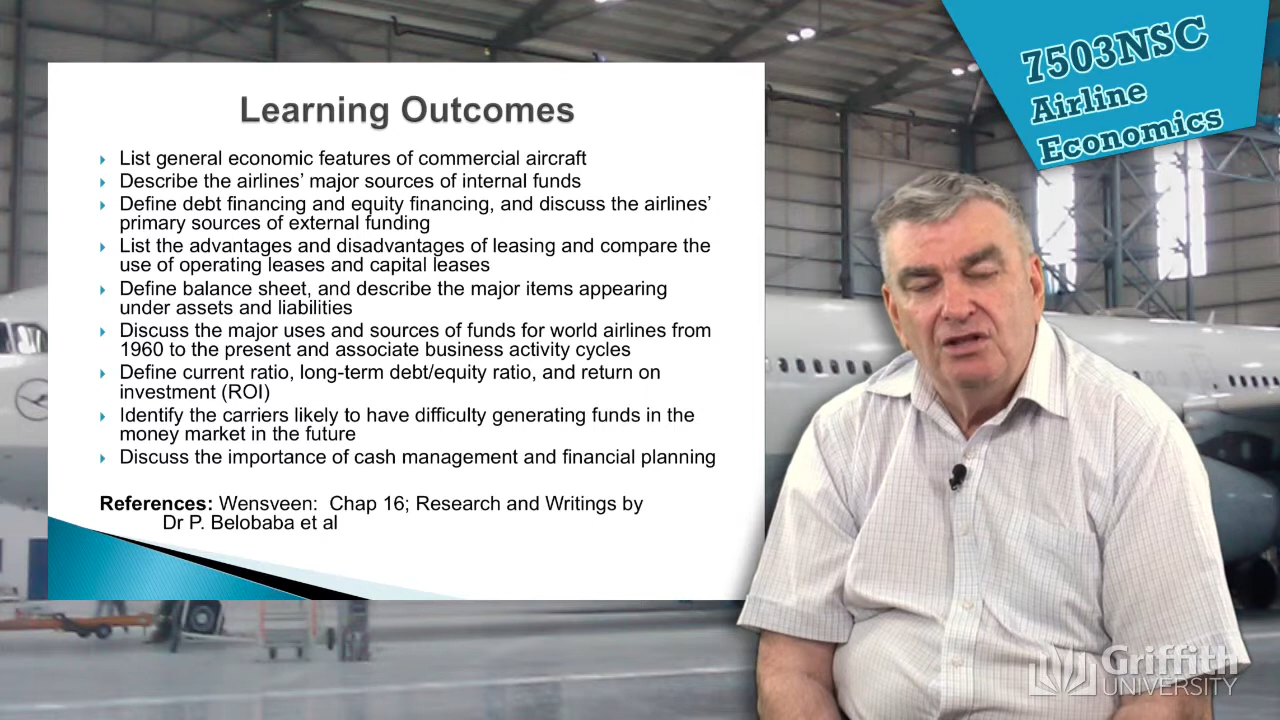 Learning Outcomes
List general economic features of commercial aircraft
Describe the airlines’ major sources of internal funds
Define debt financing and equity financing, and discuss the airlines’
primary sources of external funding
List the advantages and disadvantages of leasing and compare the
use of operating leases and capital leases
Define balance sheet, and describe the major items appearing
under assets and liabilities
Discuss the major uses and sources of funds for world airlines from
1960 to the present and associate business activity cycles
Define current ratio, long-term debt/equity ratio, and return on
investment (ROI)
Identify the carriers likely to have difficulty generating funds in the
money market in the future
Discuss the importance of cash management and financial planning
References: Wensveen: Chap 16; Research and Writings by
Dr P. Belobaba et al
7503NSC
Airline
Economics
Griffith
UNIVERSITY